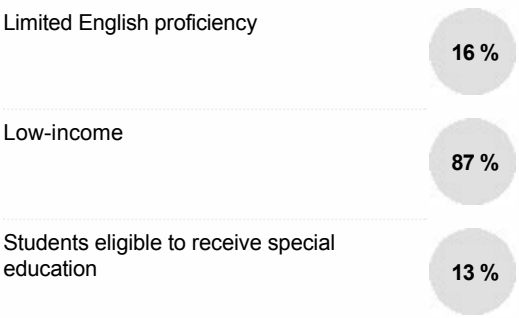 Limited English proficiency
16 %
Low-income
87 %
Students eligible to receive special
education
13 %